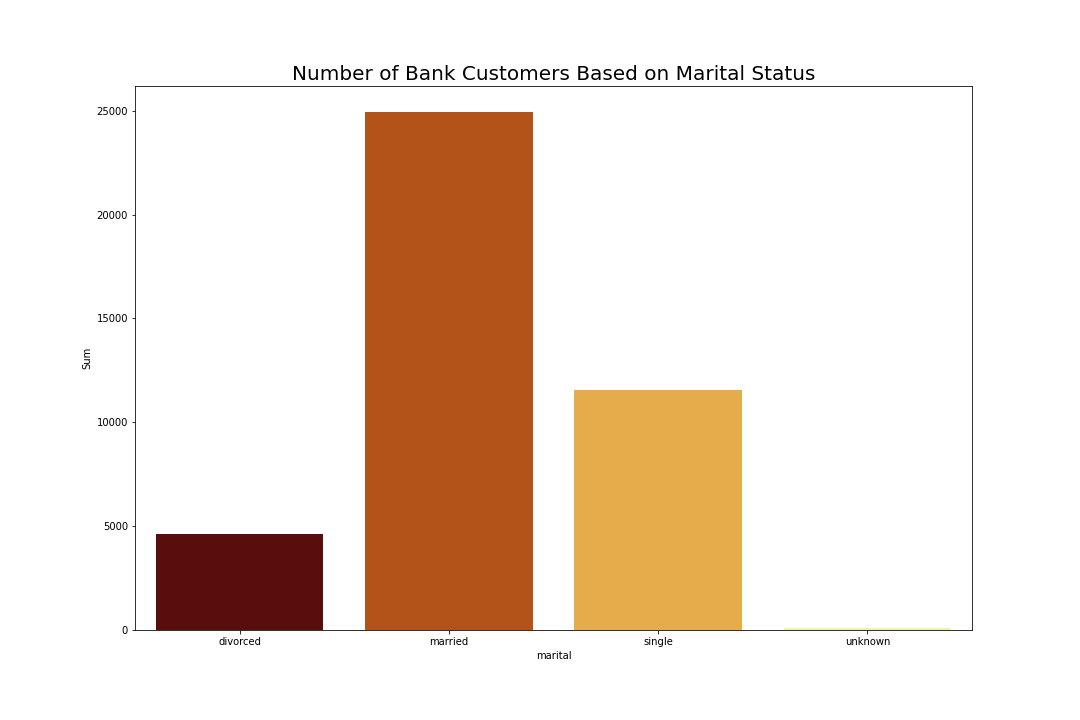 Number of Bank Customers Based on Marital Status
25000
20000
15000
10000
5000
0
Sum
divorced married single unknown
marital